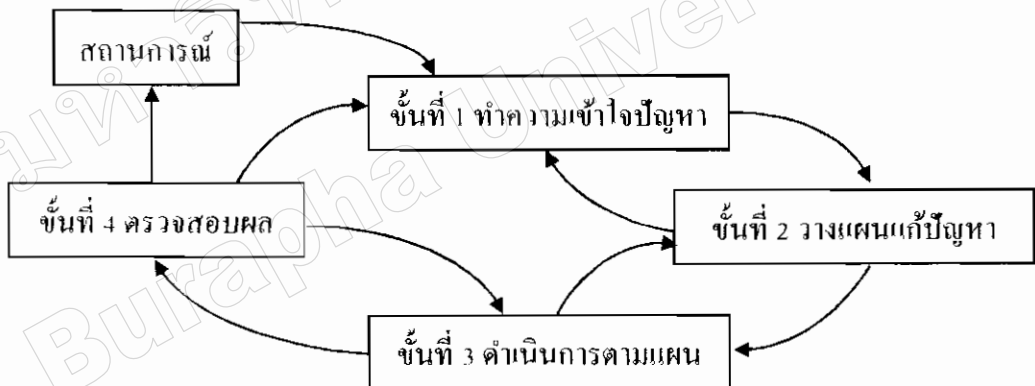 สถานการณ์
ขั้นที่ 1 ทำความเข้าใจปัญหา
ขั้นที่ 4 ตรวจสอบผล
ขั้นที่ 2 วางแผนแก้ปัญหา
ขั้นที่ 3 ดำเนินการตามแผน
Burapha Univer